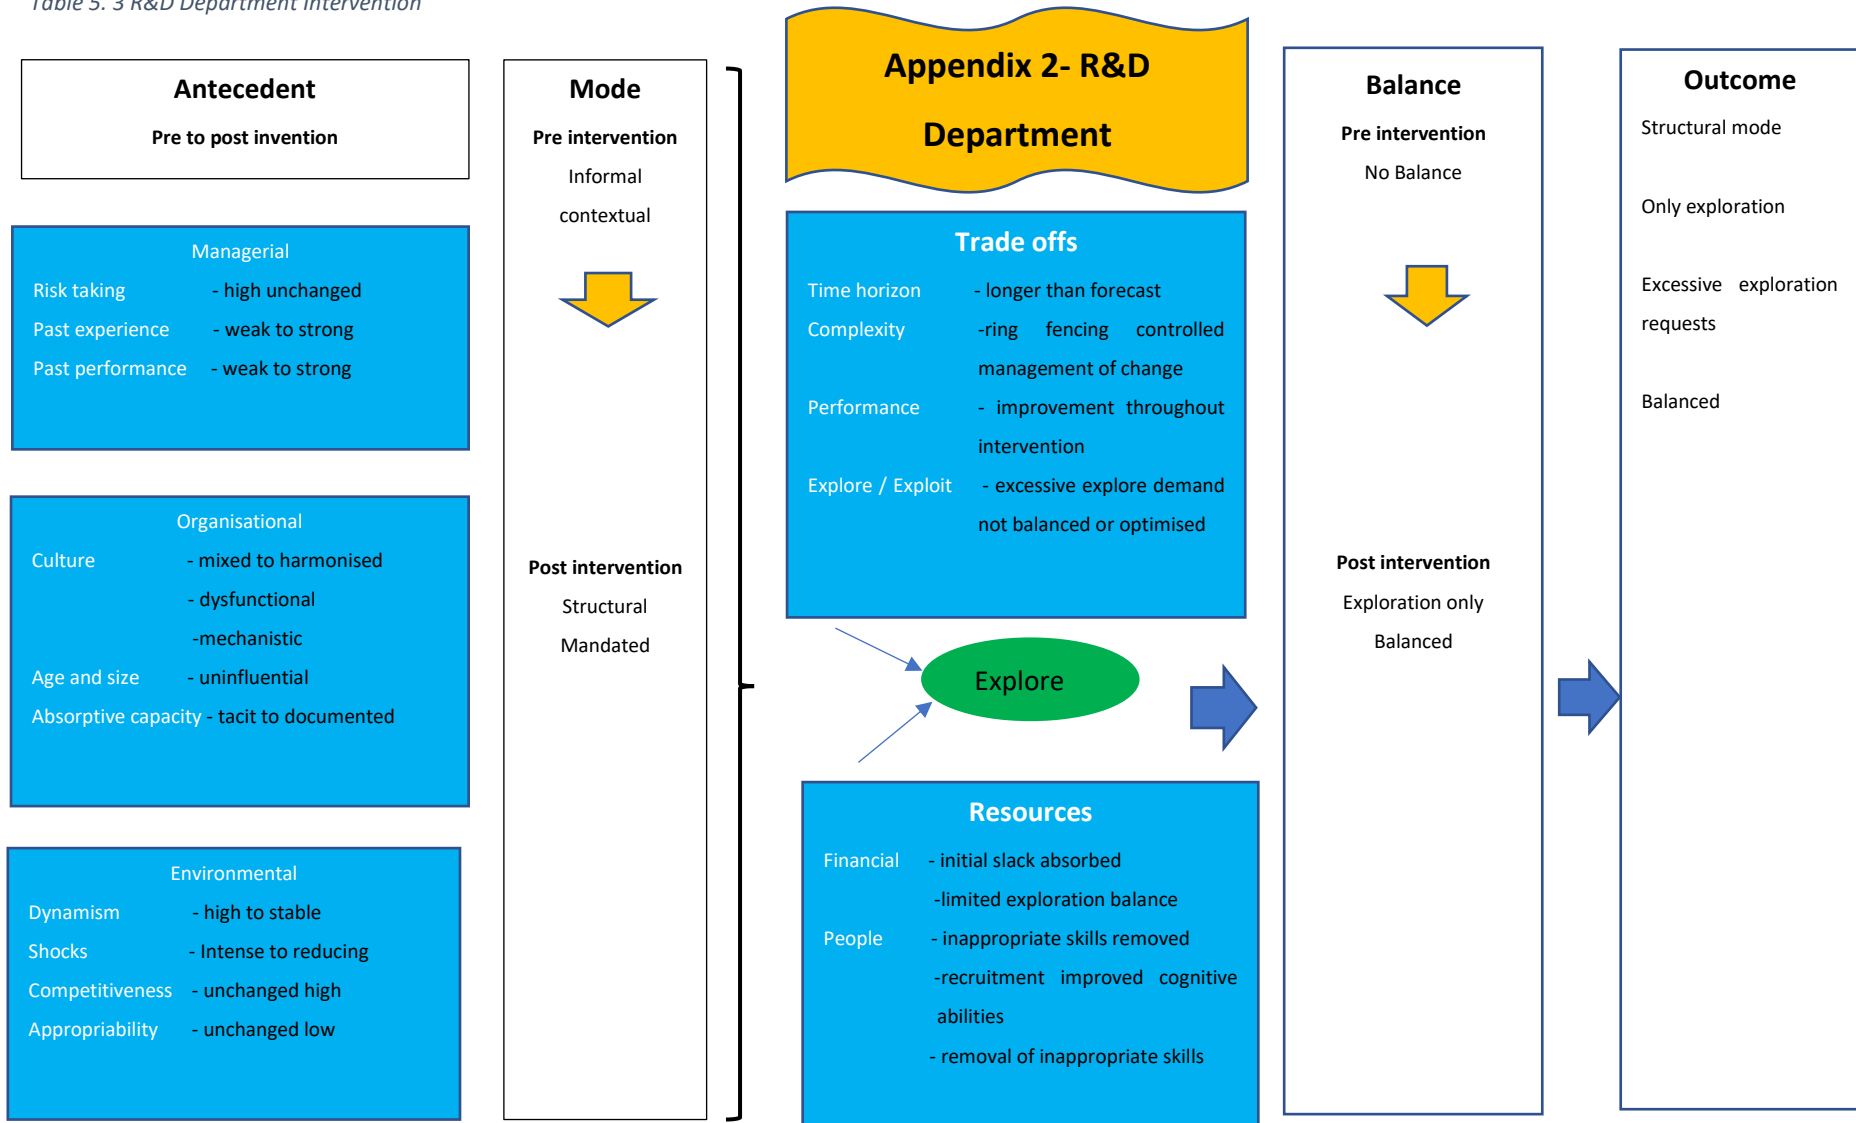 Table 5. 3 R&D Department Intervention
Antecedent
Pre to post invention
Managerial
Risk taking - high unchanged
Past experience - weak to strong
Past performance - weak to strong
Organisational
Culture - mixed to harmonised
- dysfunctional
-mechanistic
Age and size - uninfluential
Absorptive capacity - tacit to documented
Environmental
Dynamism - high to stable
Shocks - Intense to reducing
Competitiveness - unchanged high
Appropriability - unchanged low
Mode
Pre intervention
Informal
contextual
Post intervention
Structural
Mandated
Appendix 2- R&D
Department
Trade offs
Time horizon - longer than forecast
Complexity -ring fencing controlled
management of change
Performance - improvement throughout
intervention
Explore / Exploit - excessive explore demand
not balanced or optimised
Explore
Resources
Financial - initial slack absorbed
-limited exploration balance
People - inappropriate skills removed
-recruitment improved cognitive
abilities
- removal of inappropriate skills
Balance
Pre intervention
No Balance
Post intervention
Exploration only
Balanced
Outcome
Structural mode
Only exploration
Excessive exploration
requests
Balanced